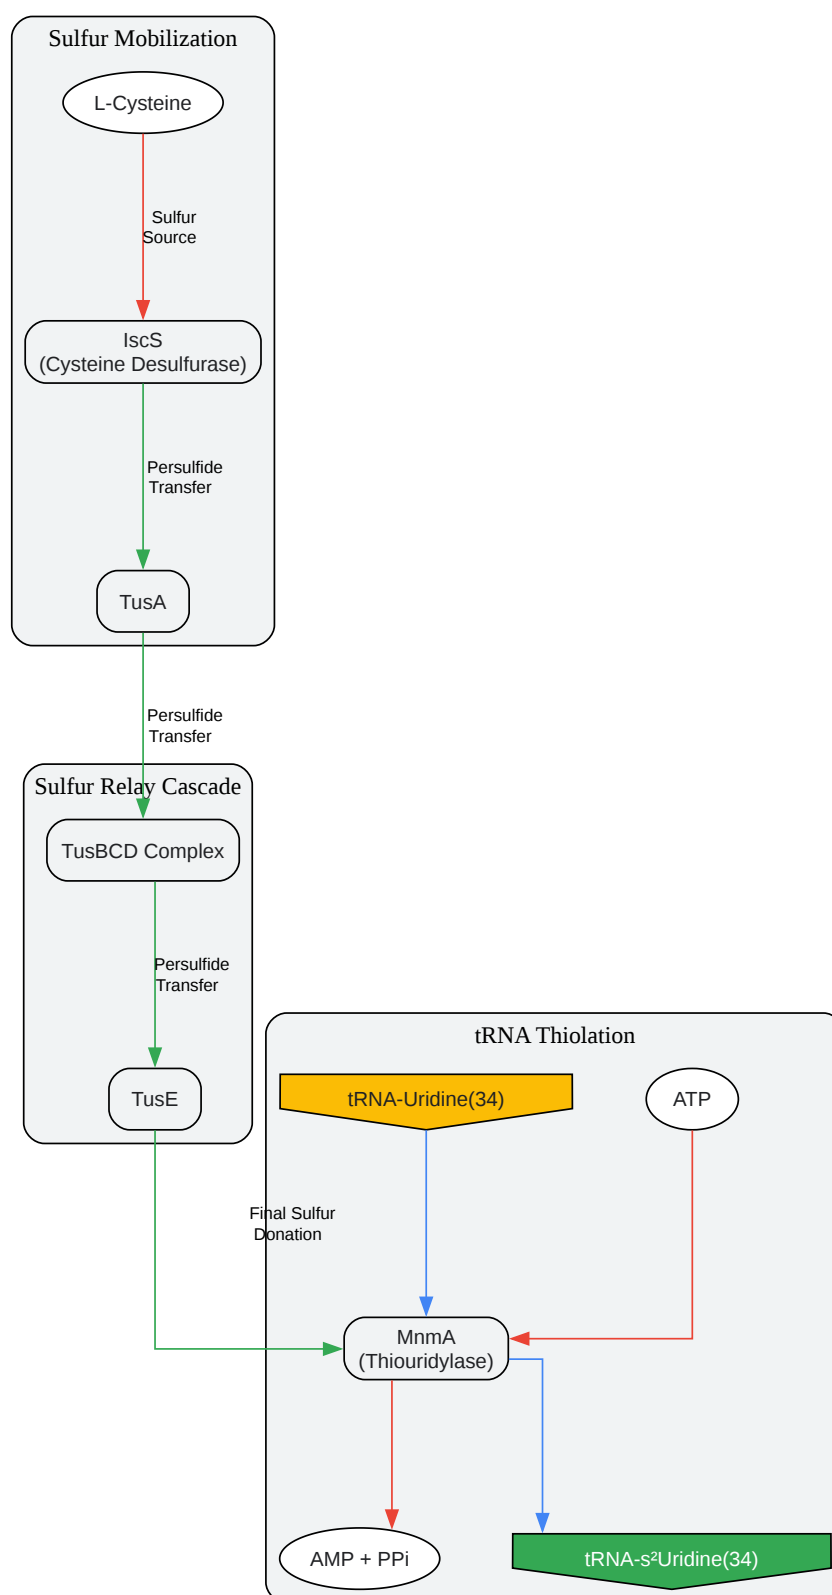 Sulfur Mobilization
L-Cysteine
Sulfur
Source
IscS
(Cysteine Desulfurase)
Persulfide
Transfer
TusA
Persulfide
Transfer
Sulfur Relay Cascade
TusBCD Complex
Persulfide
Transfer
TusE
tRNA Thiolation
tRNA-Uridine(34)
ATP
Final Sulfur
Donation
MnmA
(Thiouridylase)
AMP + PPi
tRNA-s²Uridine(34)